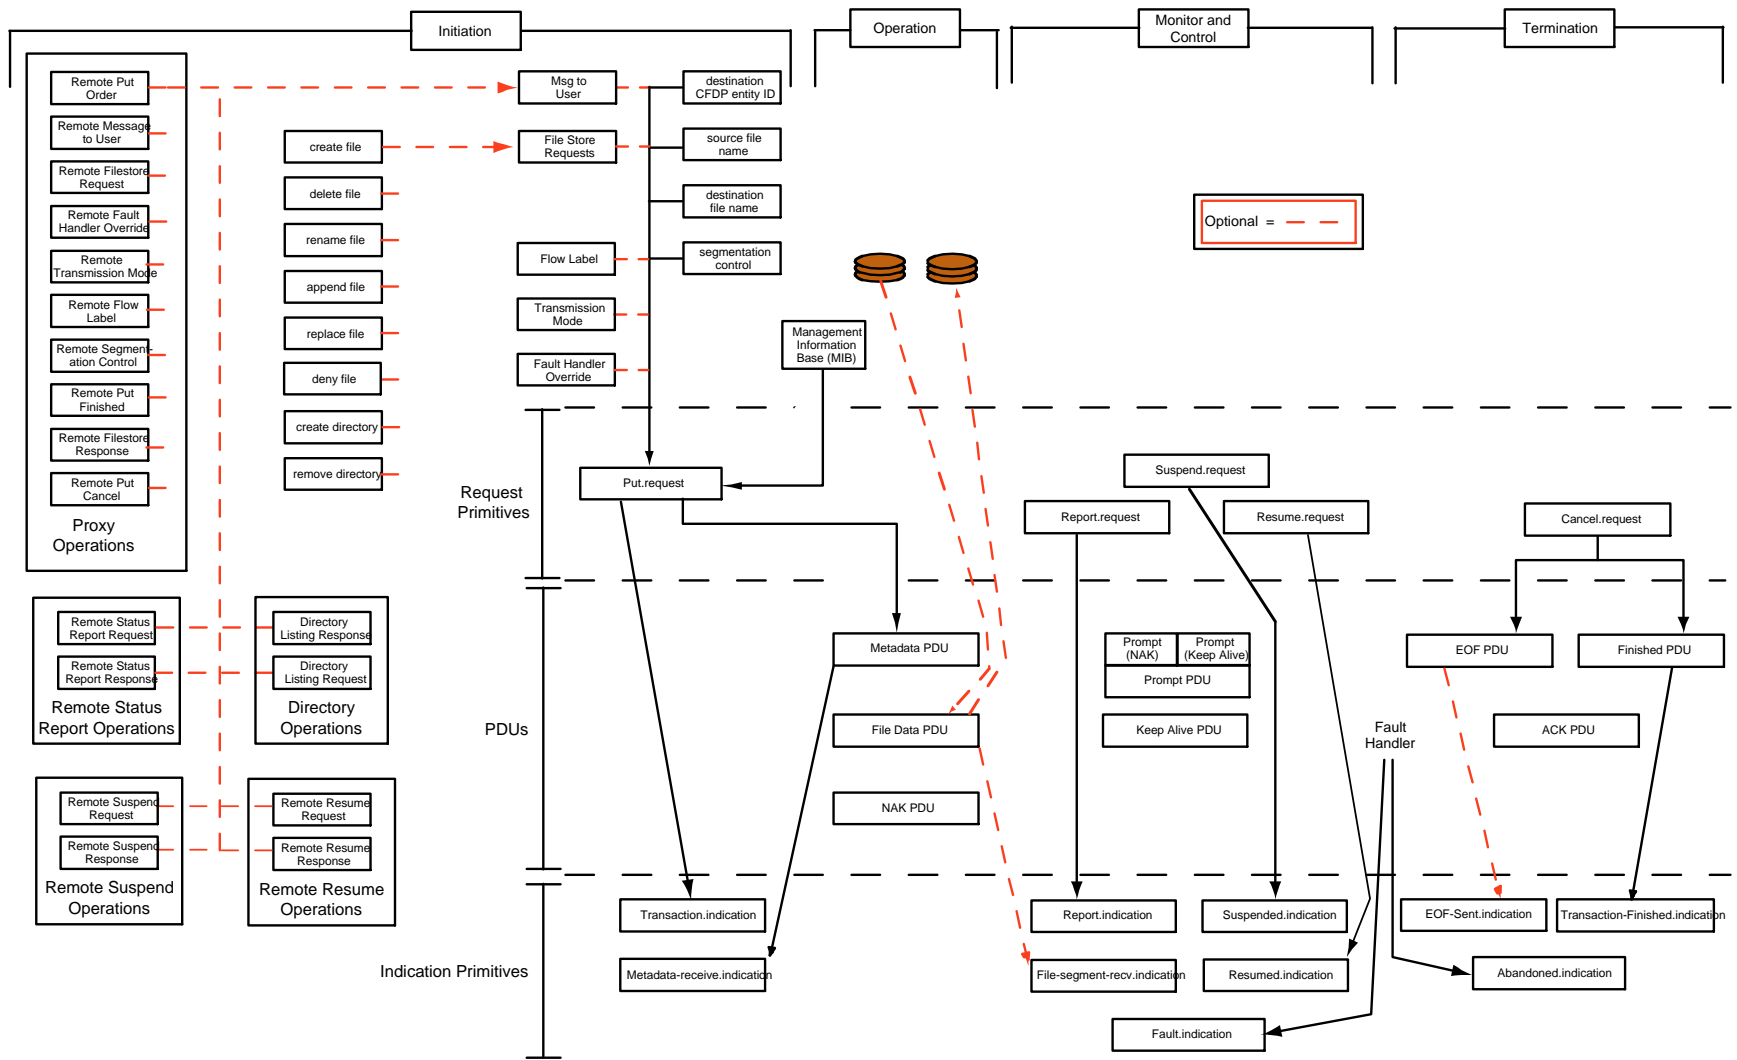 Initiation
Operation
Monitor and
Control
Termination
Remote Put
Order
Remote Message
to User
Remote Filestore
Request
Remote Fault
Handler Override
Remote
Transmission Mode
Remote Flow
Label
Remote Segment-
ation Control
Remote Put
Finished
Remote Filestore
Response
Remote Put
Cancel
Proxy
Operations
create file
delete file
rename file
append file
replace file
deny file
create directory
remove directory
Msg to
User
File Store
Requests
Flow Label
Transmission
Mode
Fault Handler
Override
destination
CFDP entity ID
source file
name
destination
file name
segmentation
control
Management
Information
Base (MIB)
Optional =
Request
Primitives
Put.request
Suspend.request
Report.request
Resume.request
Cancel.request
Remote Status
Report Request
Remote Status
Report Response
Remote Status
Report Operations
Directory
Listing Response
Directory
Listing Request
Directory
Operations
Remote Suspend
Request
Remote Suspend
Response
Remote Suspend
Operations
Remote Resume
Request
Remote Resume
Response
Remote Resume
Operations
PDUs
Metadata PDU
File Data PDU
NAK PDU
Prompt
(NAK)
Prompt
(Keep Alive)
Prompt PDU
Keep Alive PDU
EOF PDU
Finished PDU
ACK PDU
Fault
Handler
Indication Primitives
Transaction.indication
Metadata-receive.indication
Report.indication
Suspended.indication
EOF-Sent.indication
Transaction-Finished.indication
File-segment-recv.indication
Resumed.indication
Abandoned.indication
Fault.indication